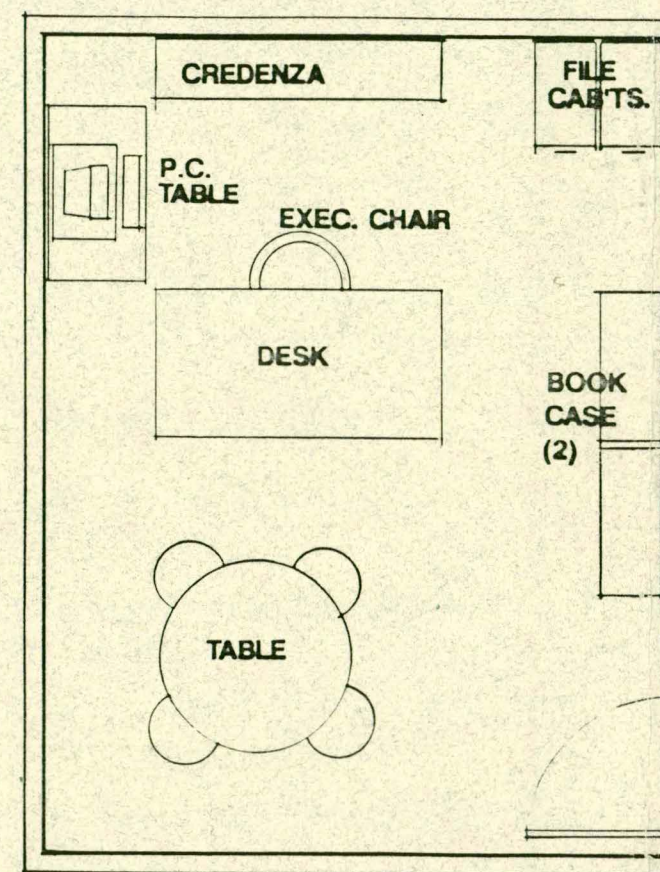 CREDENZA
FILE
CAB'TS.
P.C.
TABLE
EXEC. CHAIR
DESK
BOOK
CASE
(2)
TABLE